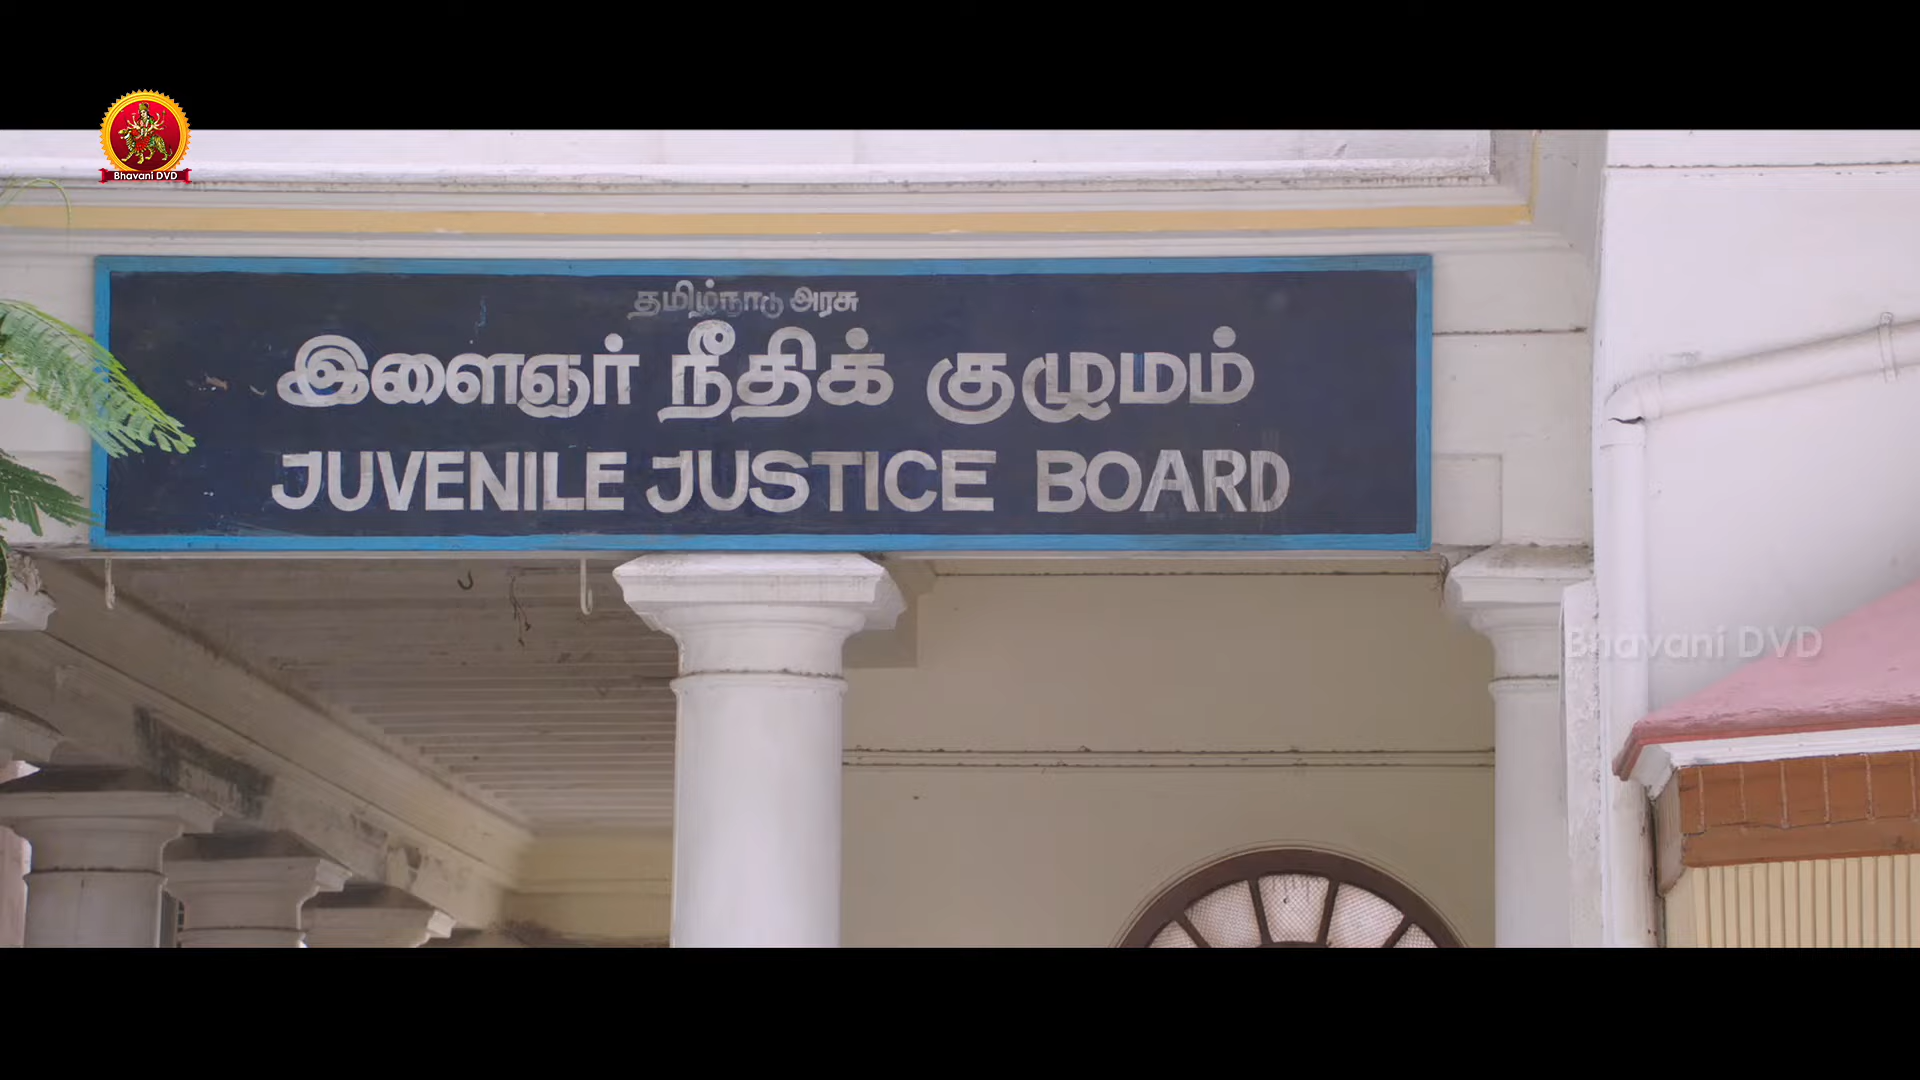 Bhavani DVD
தமிழ்நாடு அரசு
இளைஞர் நீதிக் குழுமம்
JUVENILE JUSTICE BOARD
Bhavani DVD